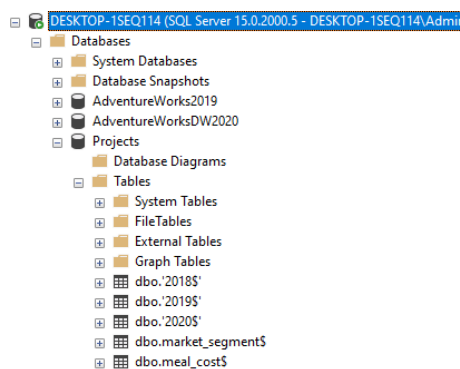 DESKTOP-1SEQ114 (SQL Server 15.0.2000.5 - DESKTOP-1SEQ114\Admi
Databases
System Databases
Database Snapshots
AdventureWorks2019
AdventureWorksDW2020
Projects
Database Diagrams
Tables
System Tables
FileTables
External Tables
Graph Tables
dbo.'2018$'
dbo.'2019$'
dbo.'2020$'
dbo.market_segment$
dbo.meal_cost$